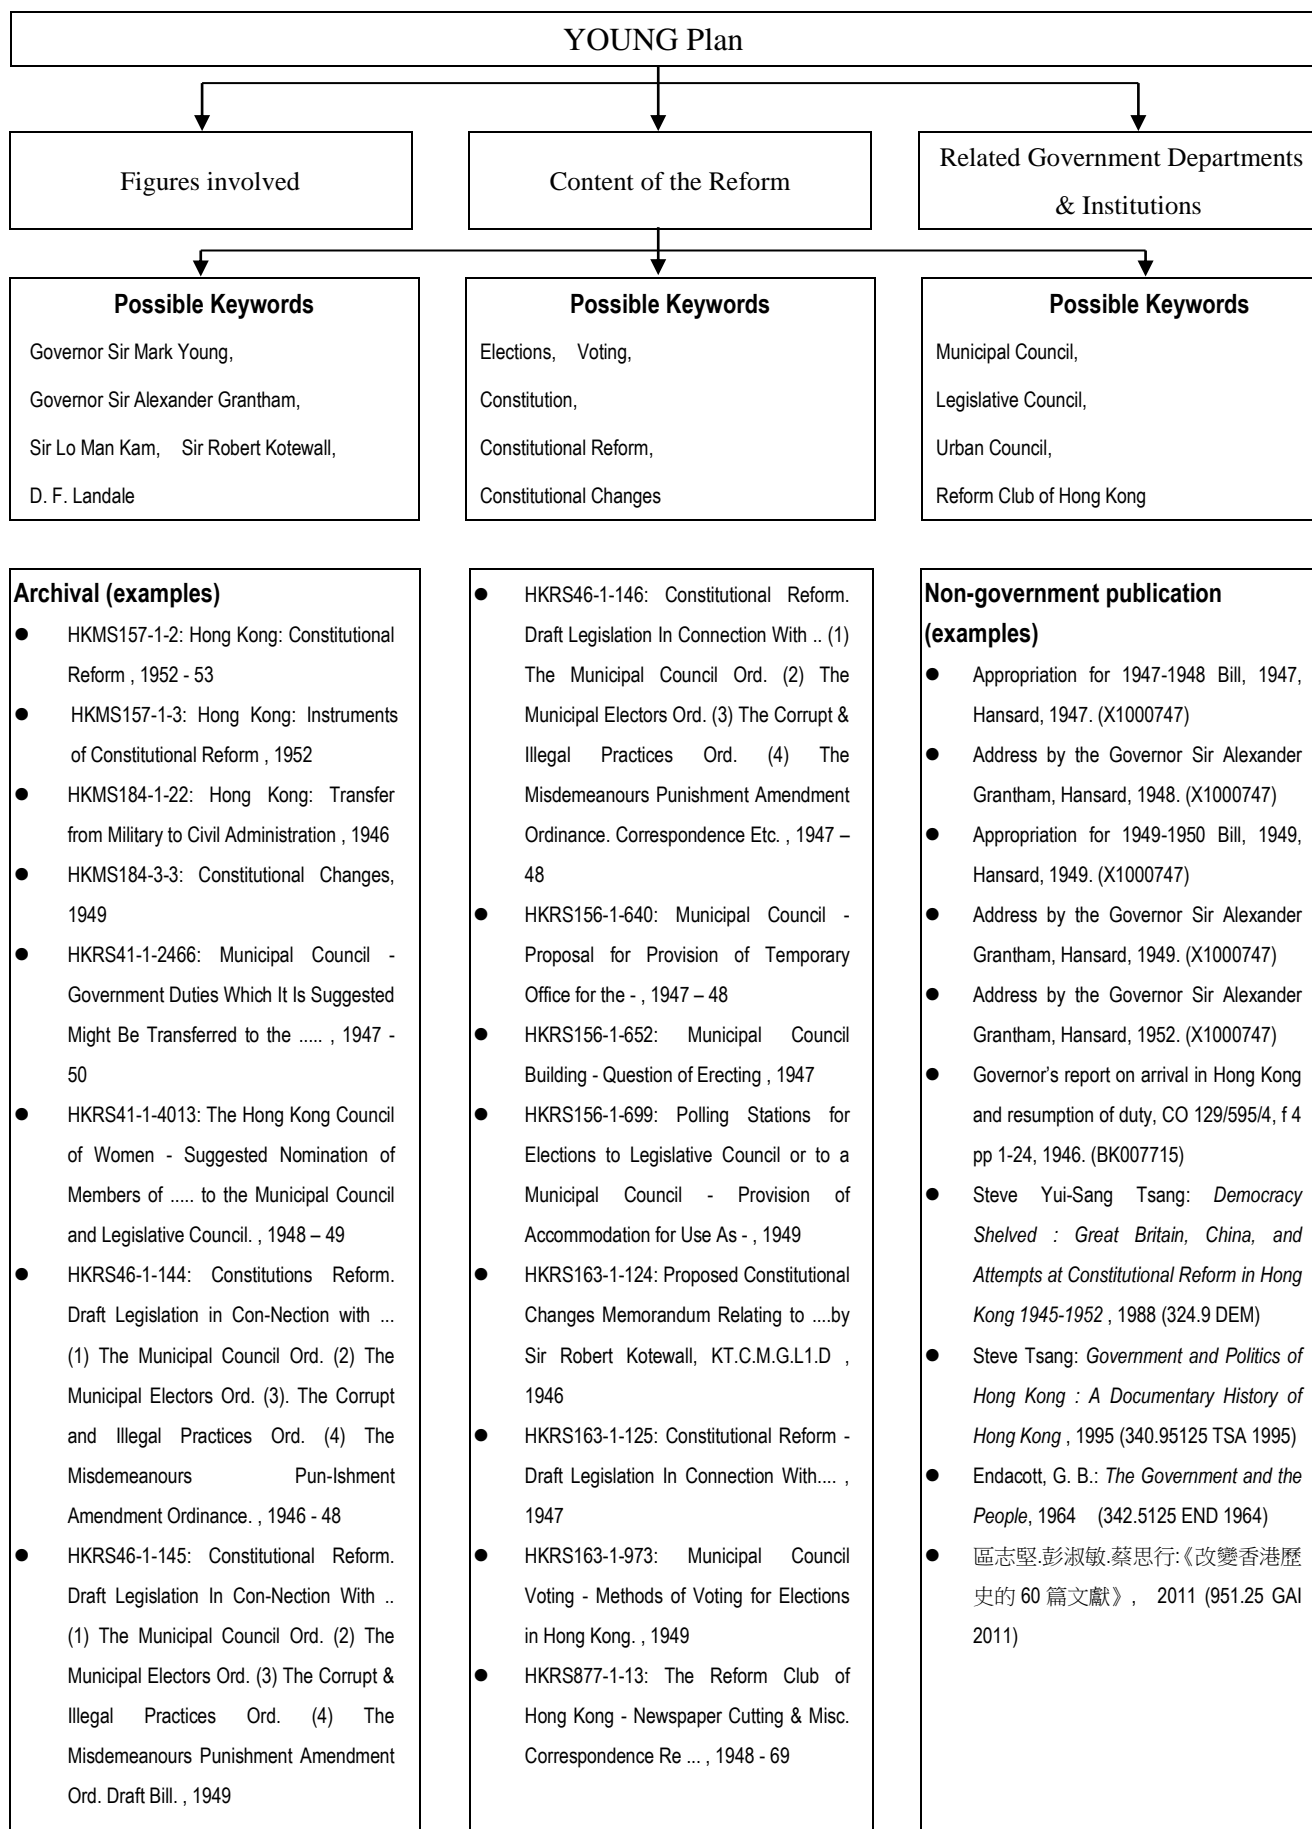 YOUNG Plan
Figures involved
Content of the Reform
Related Government Departments
& Institutions
Possible Keywords
Governor Sir Mark Young,
Governor Sir Alexander Grantham,
Sir Lo Man Kam, Sir Robert Kotewall,
D. F. Landale
Possible Keywords
Elections, Voting,
Constitution,
Constitutional Reform,
Constitutional Changes
Possible Keywords
Municipal Council,
Legislative Council,
Urban Council,
Reform Club of Hong Kong
Archival (examples)
● HKMS157-1-2: Hong Kong: Constitutional
Reform , 1952 - 53
● HKMS157-1-3: Hong Kong: Instruments
of Constitutional Reform , 1952
● HKMS184-1-22: Hong Kong: Transfer
from Military to Civil Administration , 1946
● HKMS184-3-3: Constitutional Changes,
1949
● HKRS41-1-2466: Municipal Council -
Government Duties Which It Is Suggested
Might Be Transferred to the ..... , 1947 -
50
● HKRS41-1-4013: The Hong Kong Council
of Women - Suggested Nomination of
Members of ..... to the Municipal Council
and Legislative Council. , 1948 – 49
● HKRS46-1-144: Constitutions Reform.
Draft Legislation in Con-Nection with ...
(1) The Municipal Council Ord. (2) The
Municipal Electors Ord. (3). The Corrupt
and Illegal Practices Ord. (4) The
Misdemeanours Pun-Ishment
Amendment Ordinance. , 1946 - 48
● HKRS46-1-145: Constitutional Reform.
Draft Legislation In Con-Nection With ..
(1) The Municipal Council Ord. (2) The
Municipal Electors Ord. (3) The Corrupt &
Illegal Practices Ord. (4) The
Misdemeanours Punishment Amendment
Ord. Draft Bill. , 1949
● HKRS46-1-146: Constitutional Reform.
Draft Legislation In Connection With .. (1)
The Municipal Council Ord. (2) The
Municipal Electors Ord. (3) The Corrupt &
Illegal Practices Ord. (4) The
Misdemeanours Punishment Amendment
Ordinance. Correspondence Etc. , 1947 –
48
● HKRS156-1-640: Municipal Council -
Proposal for Provision of Temporary
Office for the - , 1947 – 48
● HKRS156-1-652: Municipal Council
Building - Question of Erecting , 1947
● HKRS156-1-699: Polling Stations for
Elections to Legislative Council or to a
Municipal Council - Provision of
Accommodation for Use As - , 1949
● HKRS163-1-124: Proposed Constitutional
Changes Memorandum Relating to ....by
Sir Robert Kotewall, KT.C.M.G.L1.D ,
1946
● HKRS163-1-125: Constitutional Reform -
Draft Legislation In Connection With.... ,
1947
● HKRS163-1-973: Municipal Council
Voting - Methods of Voting for Elections
in Hong Kong. , 1949
● HKRS877-1-13: The Reform Club of
Hong Kong - Newspaper Cutting & Misc.
Correspondence Re ... , 1948 - 69
Non-government publication
(examples)
● Appropriation for 1947-1948 Bill, 1947,
Hansard, 1947. (X1000747)
● Address by the Governor Sir Alexander
Grantham, Hansard, 1948. (X1000747)
● Appropriation for 1949-1950 Bill, 1949,
Hansard, 1949. (X1000747)
● Address by the Governor Sir Alexander
Grantham, Hansard, 1949. (X1000747)
● Address by the Governor Sir Alexander
Grantham, Hansard, 1952. (X1000747)
● Governor’s report on arrival in Hong Kong
and resumption of duty, CO 129/595/4, f 4
pp 1-24, 1946. (BK007715)
● Steve Yui-Sang Tsang: Democracy
Shelved : Great Britain, China, and
Attempts at Constitutional Reform in Hong
Kong 1945-1952 , 1988 (324.9 DEM)
● Steve Tsang: Government and Politics of
Hong Kong : A Documentary History of
Hong Kong , 1995 (340.95125 TSA 1995)
● Endacott, G. B.: The Government and the
People, 1964 (342.5125 END 1964)
● 區志堅.彭淑敏.蔡思行:《改變香港歷
史的 60 篇文獻》, 2011 (951.25 GAI
2011)